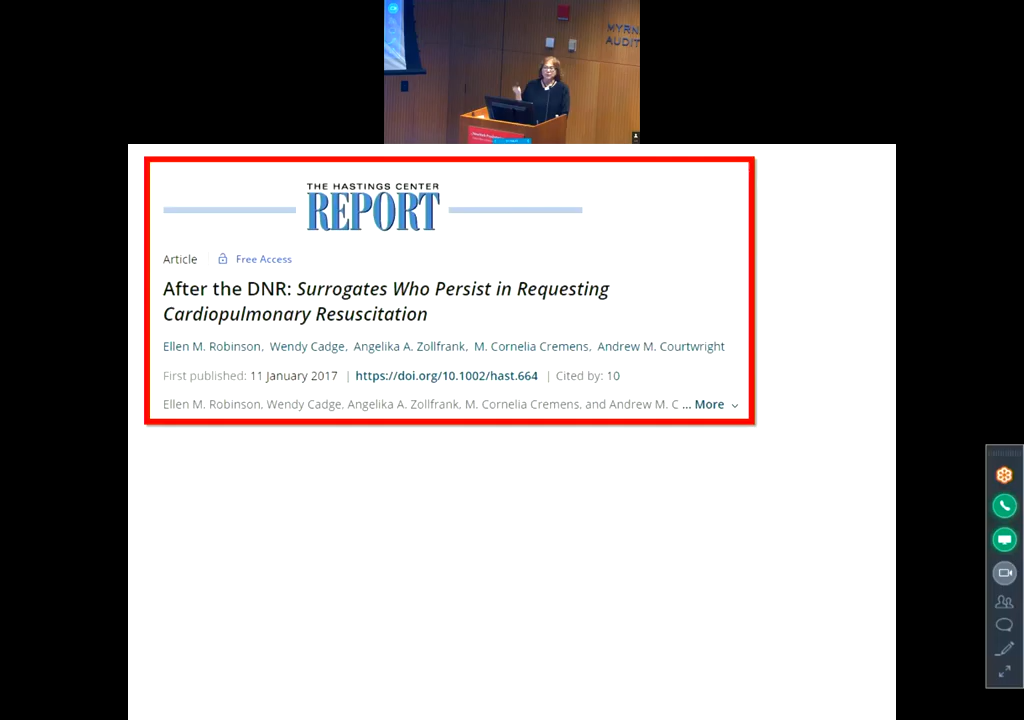 MYRN
AUDIT
THE HASTINGS CENTER
REPORT
Article
Free Access
After the DNR: Surrogates Who Persist in Requesting
Cardiopulmonary Resuscitation
Ellen M. Robinson, Wendy Cadge, Angelika A. Zollfrank, M. Cornelia Cremens, Andrew M. Courtwright
First published: 11 January 2017 | https://doi.org/10.1002/hast.664 | Cited by: 10
Ellen M. Robinson, Wendy Cadge, Angelika A. Zollfrank, M. Cornelia Cremens, and Andrew M. C ... More